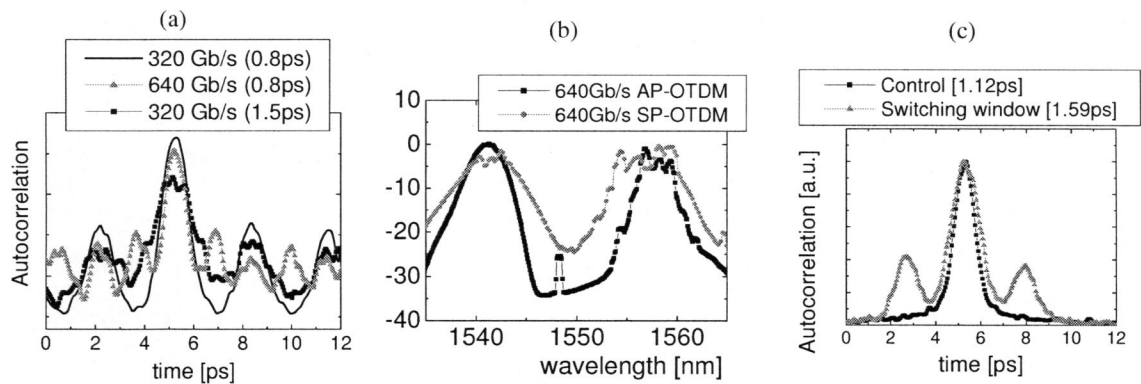 (a)
320 Gb/s (0.8ps)
640 Gb/s (0.8ps)
320 Gb/s (1.5ps)
Autocorrelation
0 2 4 6 8 10 12
time [ps]
(b)
640Gb/s AP-OTDM
640Gb/s SP-OTDM
10
0
-10
-20
-30
-40
1540 1550 1560
wavelength [nm]
(c)
Control [1.12ps]
Switching window [1.59ps]
Autocorrelation [a.u.]
0 2 4 6 8 10 12
time [ps]